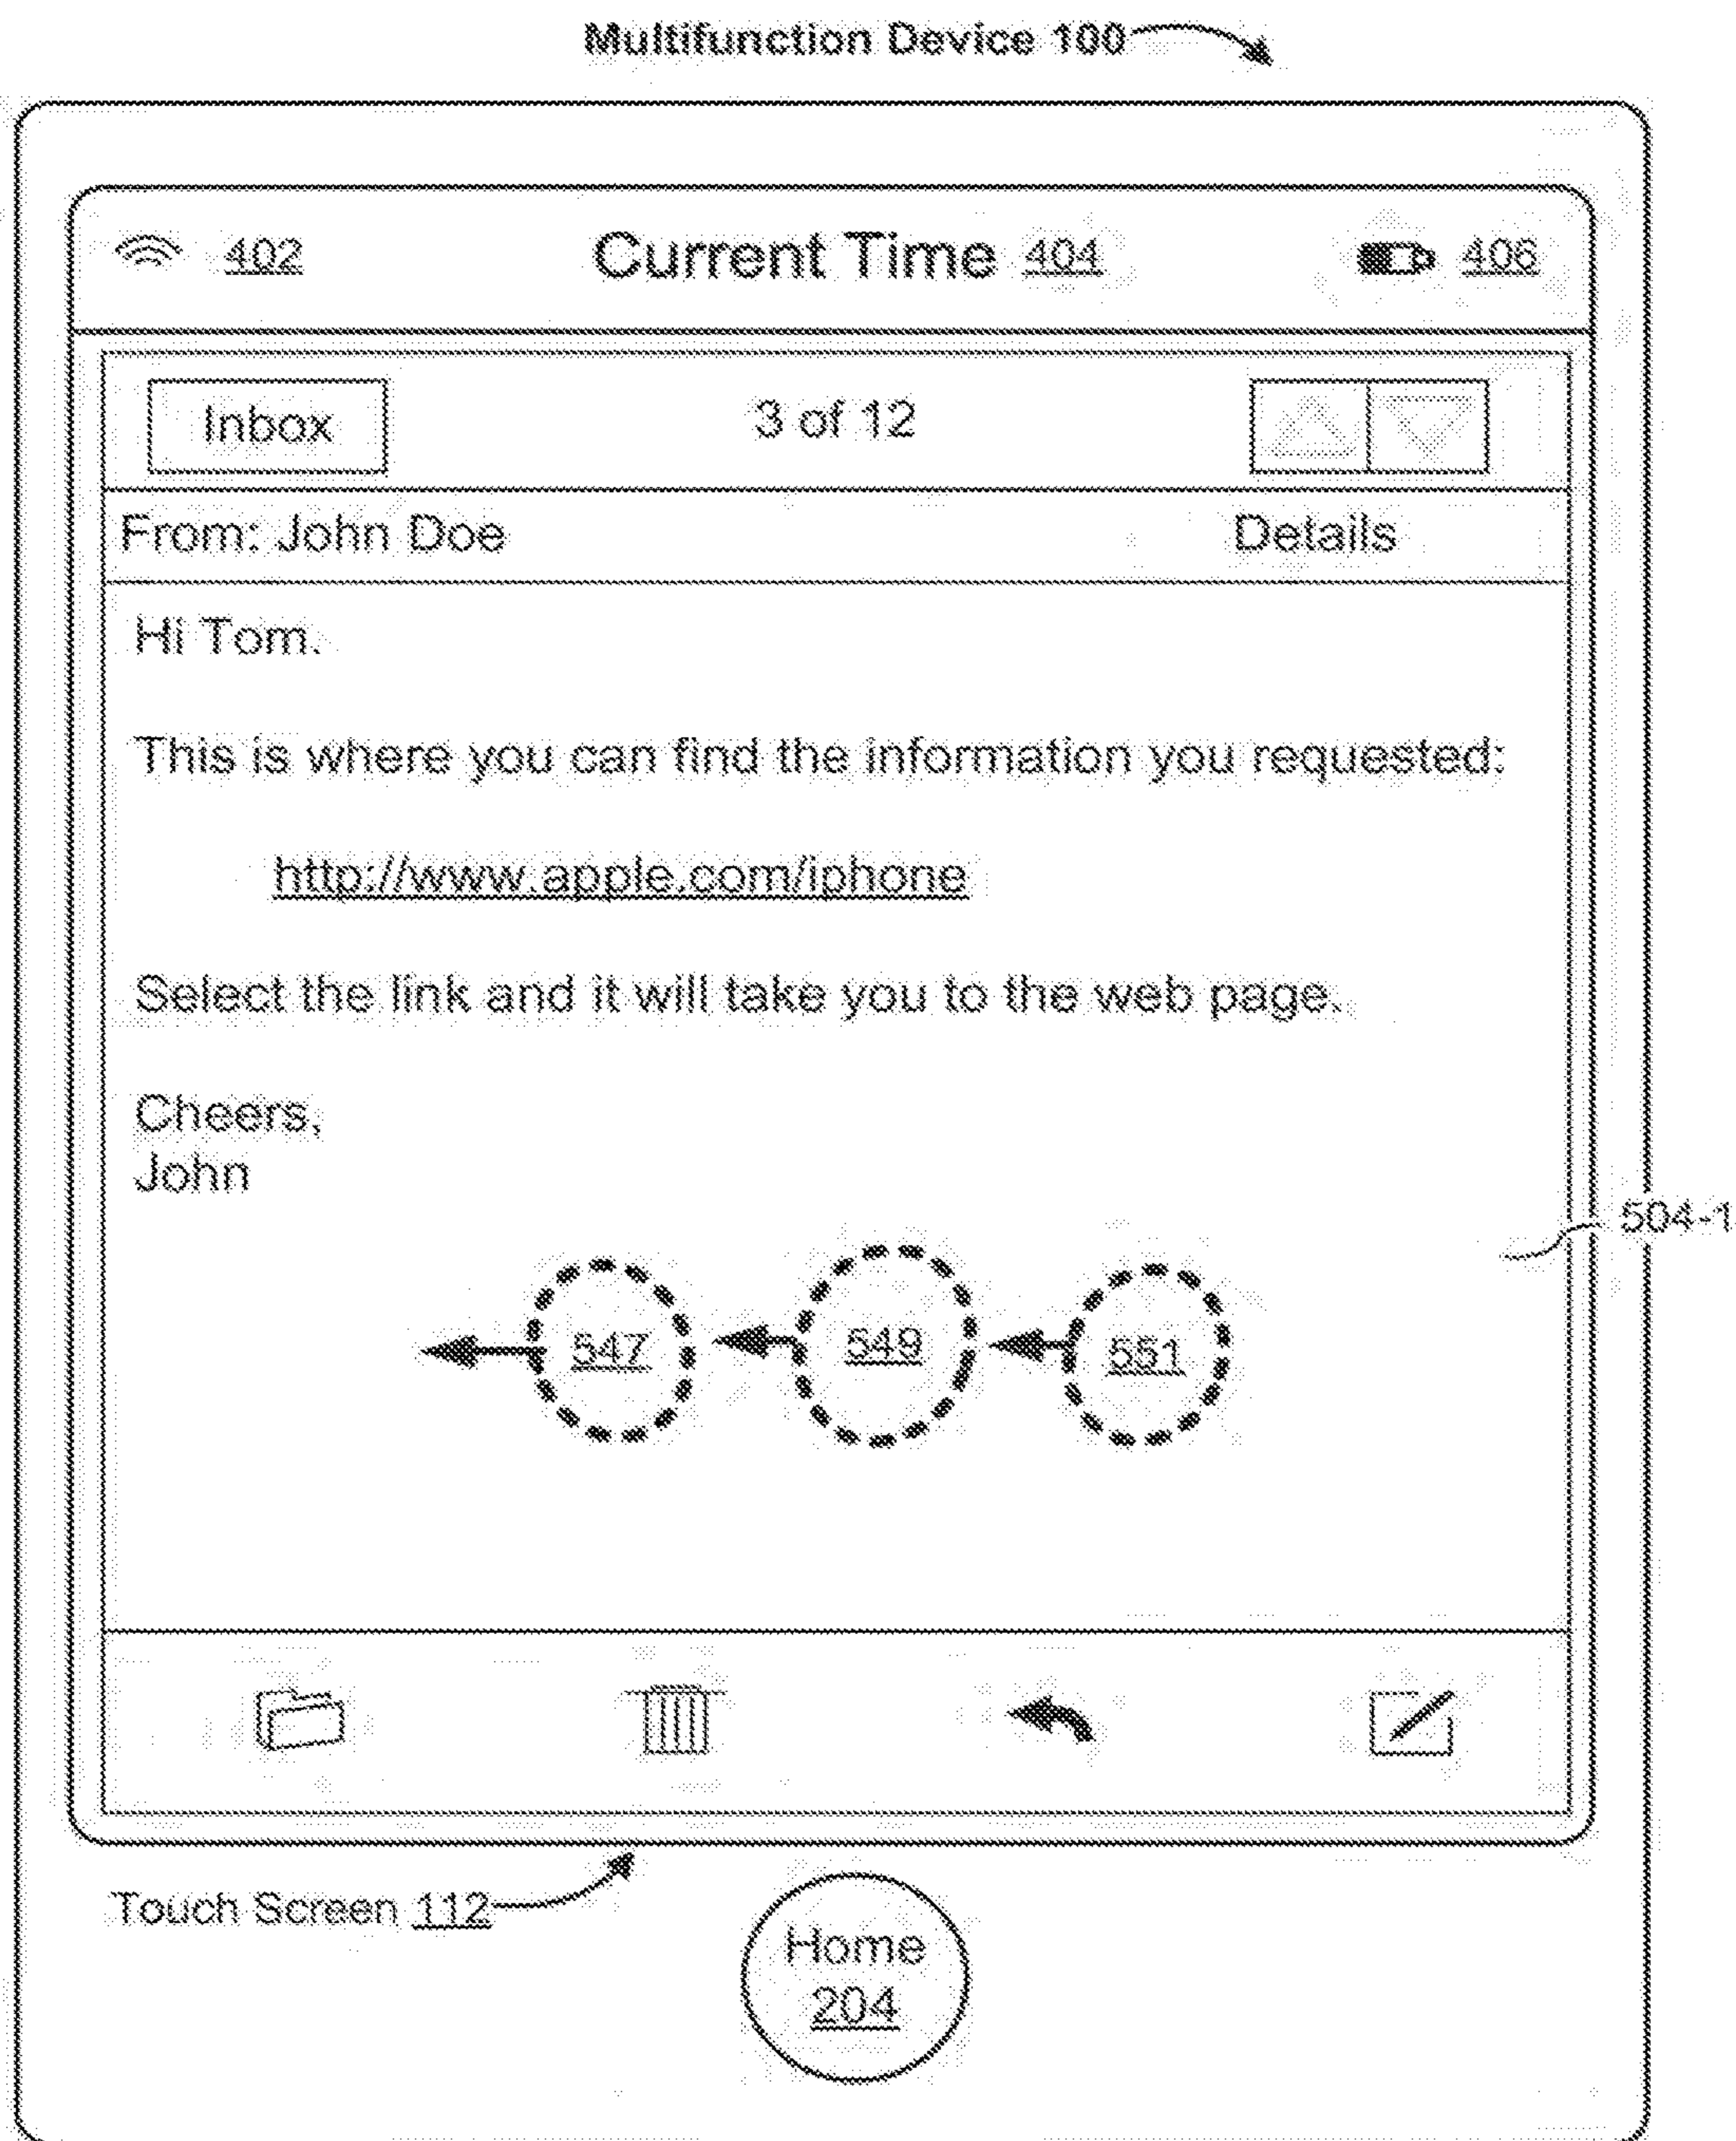 Multifunction Device 100
402 Current Time 404 406
Inbox 3 of 12
From: John Doe Details
Hi Tom.
This is where you can find the information you requested:
http://www.apple.com/iphone
Select the link and it will take you to the web page.
Cheers,
John
504-1
547 549 551
Touch Screen 112
Home
204